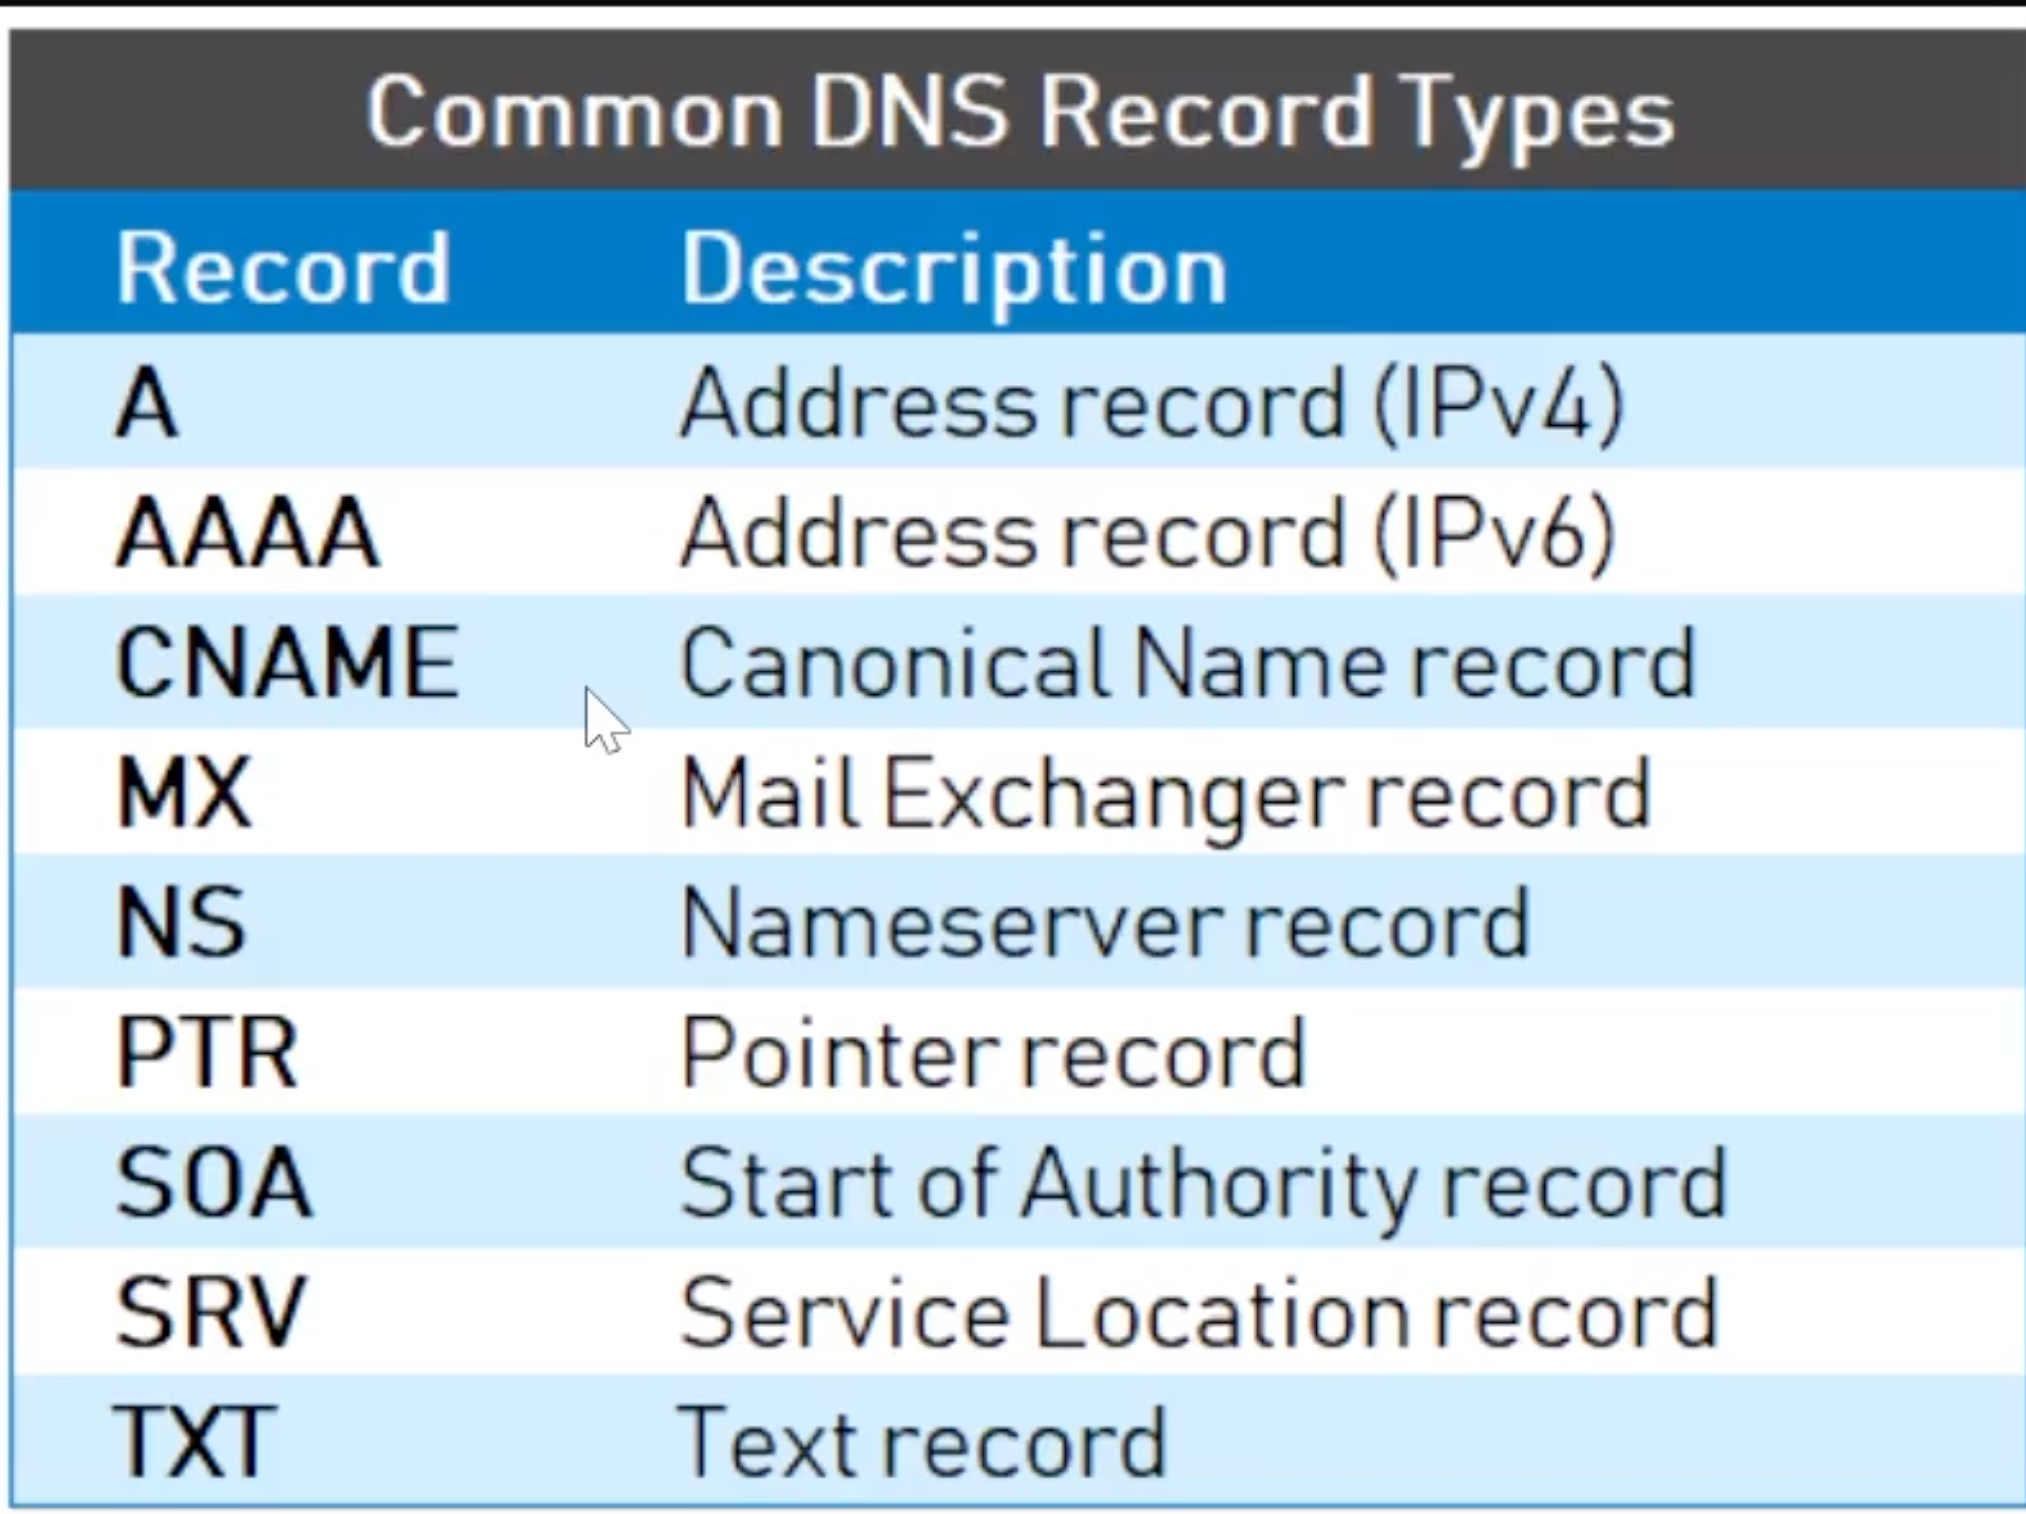 Common DNS Record Types
Record Description
A Address record (IPv4)
AAAA Address record (IPv6)
CNAME Canonical Name record
MX Mail Exchanger record
NS Nameserver record
PTR Pointer record
SOA Start of Authority record
SRV Service Location record
TXT Text record